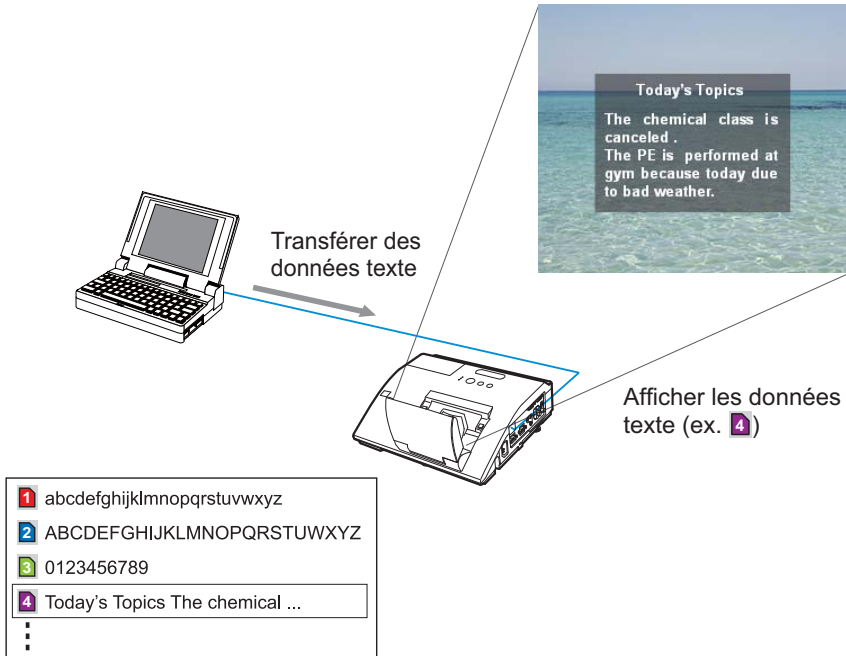 Today's Topics
The chemical class is
canceled .
The PE is performed at
gym because today due
to bad weather.
Transférer des
données texte
Afficher les données
texte (ex. 4)
1 abcdefghijklmnopqrstuvwxyz
2 ABCDEFGHIJKLMNOPQRSTUWXYZ
3 0123456789
4 Today's Topics The chemical ...